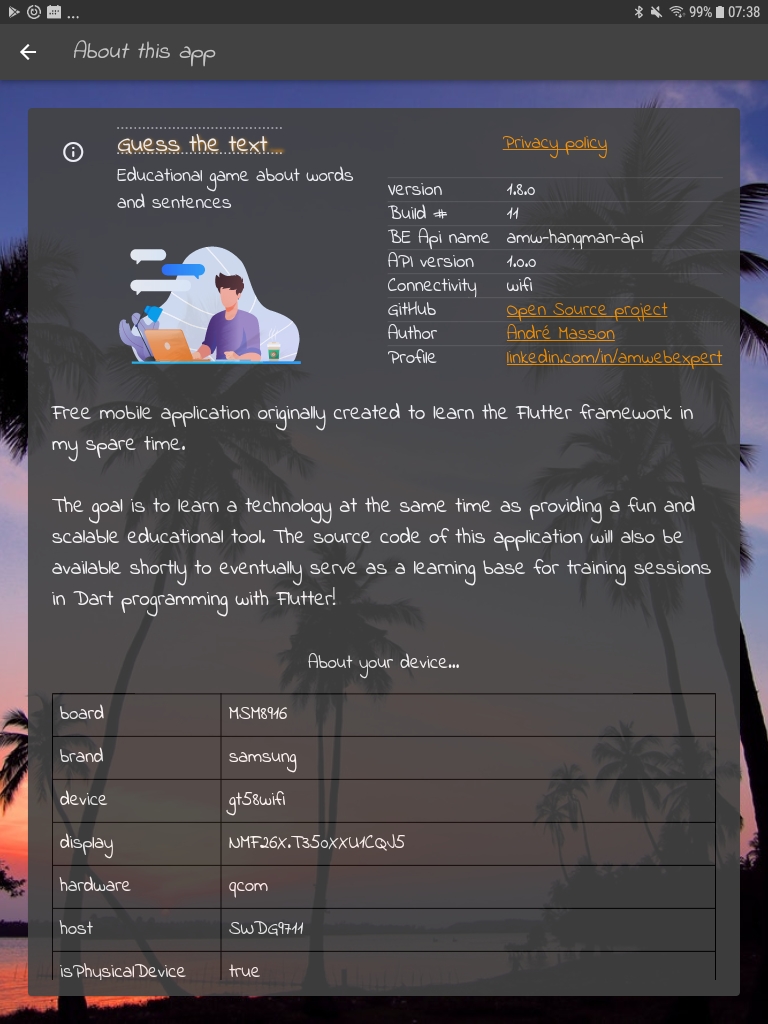 ... 99% 07:38
About this app
Guess the text...
Educational game about words
and sentences
Privacy policy
Version 1.8.0
Build # 11
BE Api name amw-hangman-api
API version 1.0.0
Connectivity wifi
GitHub Open Source project
Author André Masson
Profile linkedin.com/in/amwebexpert
Free mobile application originally created to learn the Flutter framework in
my spare time.
The goal is to learn a technology at the same time as providing a fun and
scalable educational tool. The source code of this application will also be
available shortly to eventually serve as a learning base for training sessions
in Dart programming with Flutter!
About your device...
board MSM8916
brand samsung
device gt58wifi
display NMF26X.T350XXU1CQJ5
hardware qcom
host SWDG9711
isPhysicalDevice true